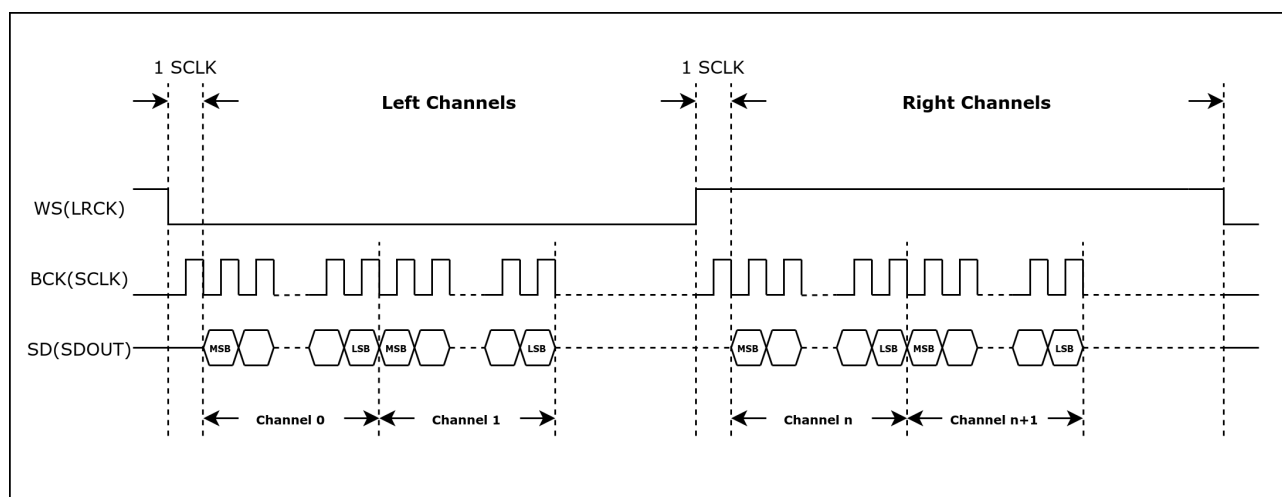 1 SCLK 1 SCLK
Left Channels Right Channels
WS(LRCK)
BCK(SCLK)
SD(SDOUT) MSB LSB MSB LSB MSB LSB MSB LSB
Channel 0 Channel 1 Channel n Channel n+1